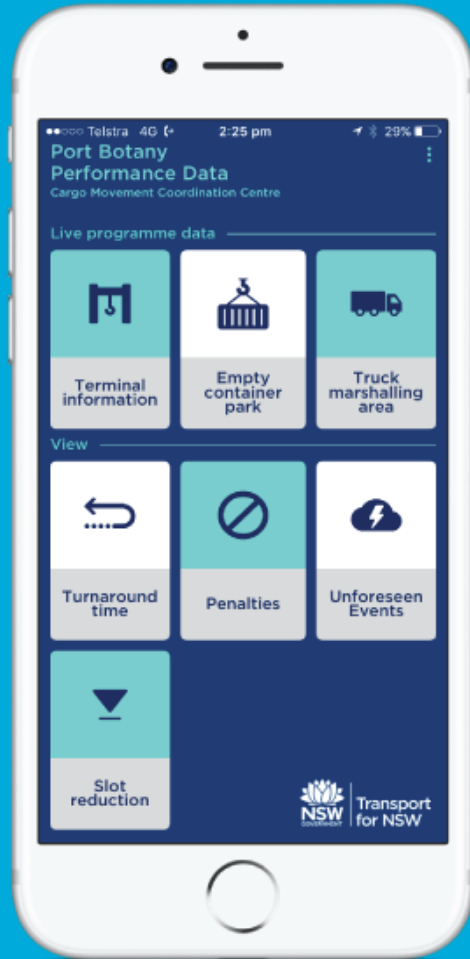 Telstra 4G 2:25 pm 29%
Port Botany
Performance Data
Cargo Movement Coordination Centre
Live programme data
Terminal
information
Empty
container
park
Truck
marshalling
area
View
Turnaround
time
Penalties
Unforeseen
Events
Slot
reduction
NSW
GOVERNMENT
Transport
for NSW